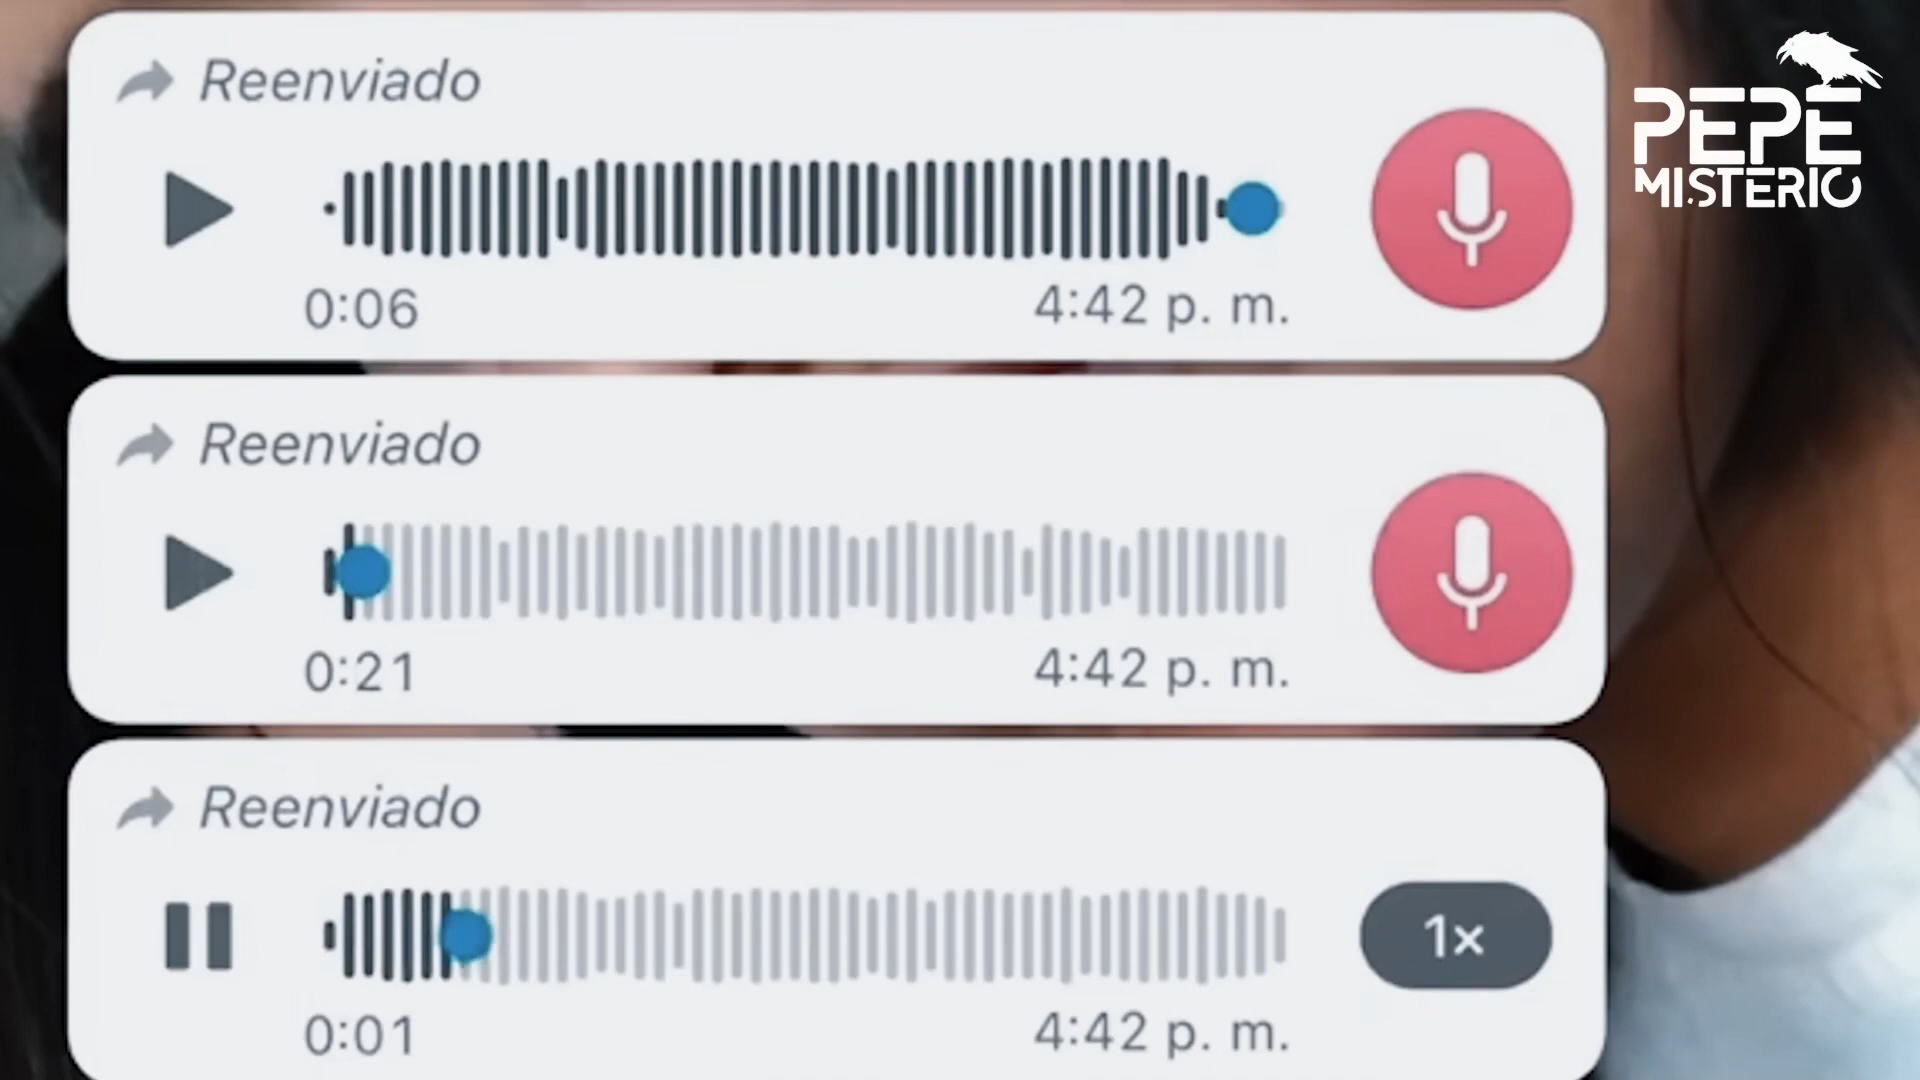 Reenviado
0:06
4:42 p. m.
PEPE
MISTERIO
Reenviado
0:21
4:42 p. m.
Reenviado
1x
0:01
4:42 p. m.